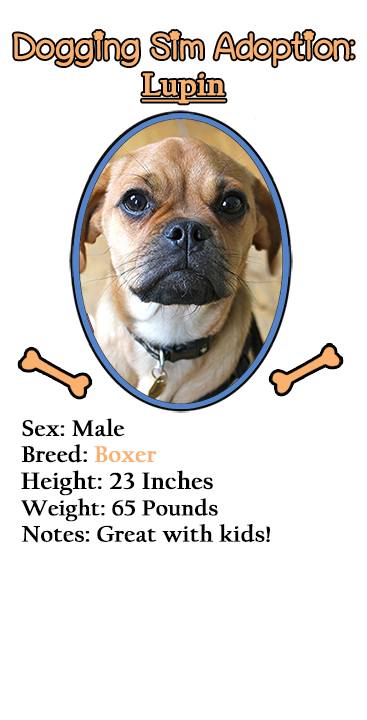 Dogging Sim Adoption:
Lupin
Sex: Male
Breed: Boxer
Height: 23 Inches
Weight: 65 Pounds
Notes: Great with kids!